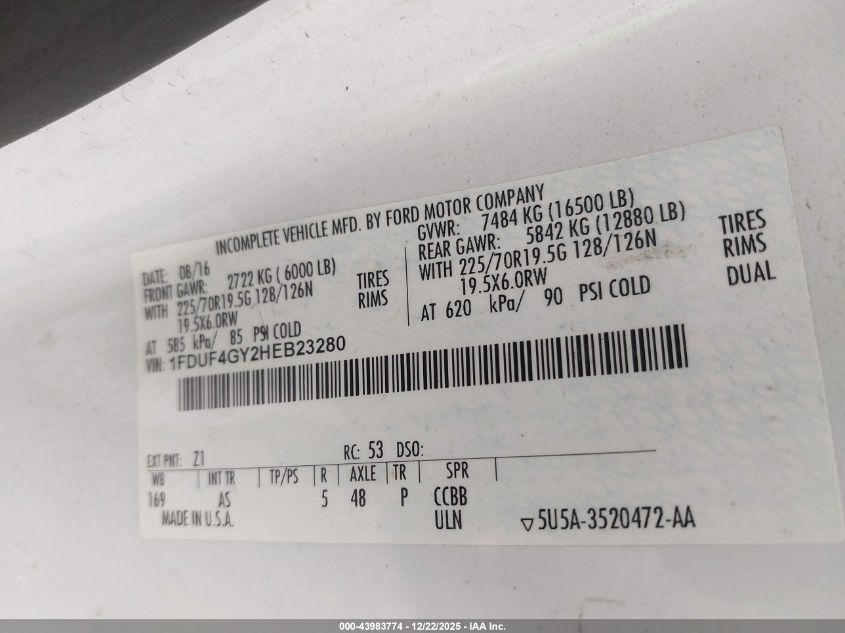 INCOMPLETE VEHICLE MFD. BY FORD MOTOR COMPANY
DATE: 08/16
FRONT GAWR: 2722 KG ( 6000 LB)
WITH 225/70R19.5G 128/126N TIRES
19.5X6.0RW RIMS
AT 585 kPa/ 85 PSI COLD
GVWR: 7484 KG (16500 LB)
REAR GAWR: 5842 KG (12880 LB)
WITH 225/70R19.5G 128/126N TIRES
19.5X6.0RW RIMS
AT 620 kPa/ 90 PSI COLD DUAL
VIN: 1FDUF4GY2HEB23280
EXT PNT: Z1 RC: 53 DSO:
WB INT TR TP/PS R AXLE TR SPR
169 AS 5 48 P CCBB
MADE IN U.S.A. ULN ▽5U5A-3520472-AA
000-43983774 - 12/22/2025 - IAA Inc.